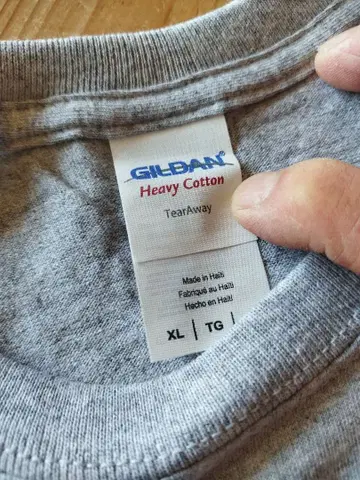 GILDAN
Heavy Cotton
TearAway
Made in Haiti
Fabriqué au Haïti
Hecho en Haití
XL | TG |